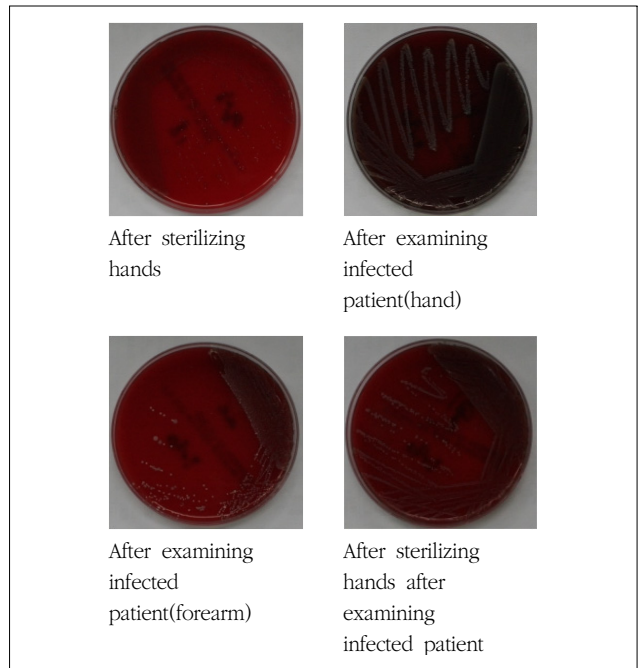 After sterilizing
hands
After examining
infected
patient(hand)
After examining
infected
patient(forearm)
After sterilizing
hands after
examining
infected patient